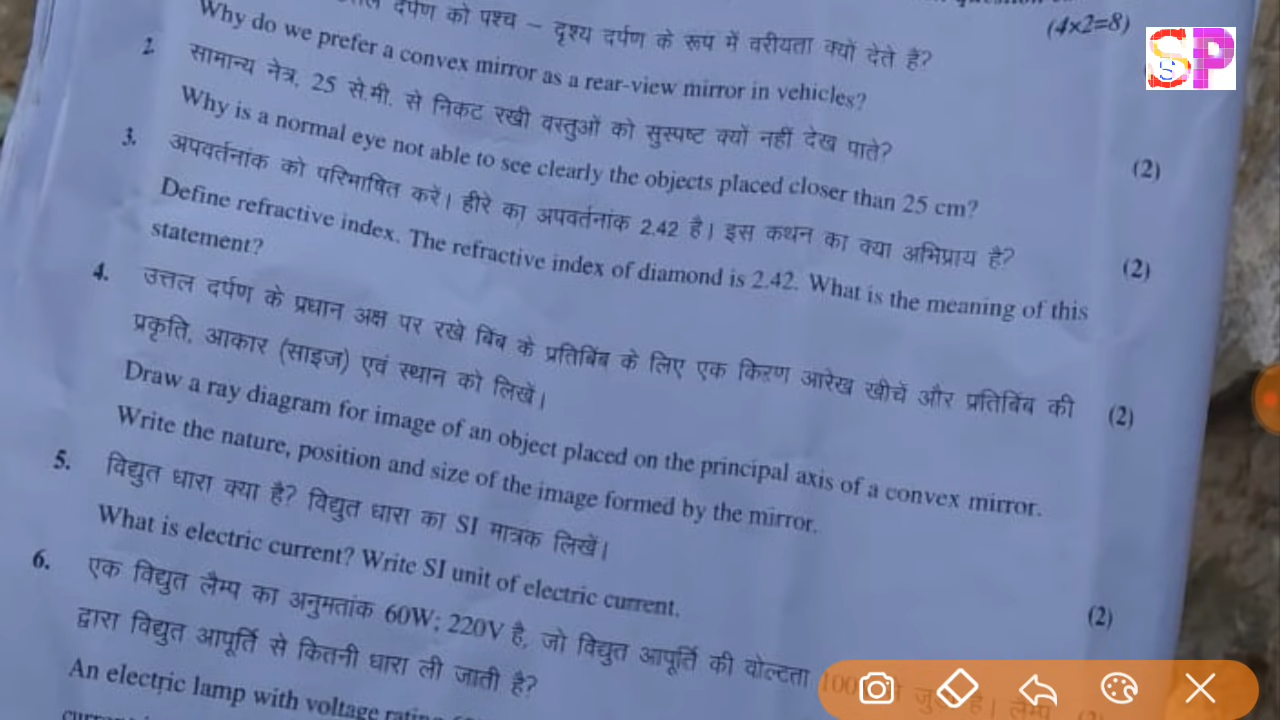 (4x2=8)
दर्पण को पश्च – दृश्य दर्पण के रूप में वरीयता क्यों देते है?
Why do we prefer a convex mirror as a rear-view mirror in vehicles?
2. सामान्य नेत्र, 25 से.मी. से निकट रखी वस्तुओं को सुस्पष्ट क्यों नहीं देख पाते?
Why is a normal eye not able to see clearly the objects placed closer than 25 cm? (2)
3. अपवर्तनांक को परिभाषित करें। हीरे का अपवर्तनांक 2.42 है। इस कथन का क्या अभिप्राय है?
Define refractive index. The refractive index of diamond is 2.42. What is the meaning of this (2)
statement?
4. उत्तल दर्पण के प्रधान अक्ष पर रखे बिंब के प्रतिबिंब के लिए एक किरण आरेख खीचें और प्रतिबिंब की
प्रकृति, आकार (साइज) एवं स्थान को लिखें। (2)
Draw a ray diagram for image of an object placed on the principal axis of a convex mirror.
Write the nature, position and size of the image formed by the mirror.
5. विद्युत धारा क्या है? विद्युत धारा का SI मात्रक लिखें।
What is electric current? Write SI unit of electric current. (2)
6. एक विद्युत लैम्प का अनुमतांक 60W; 220V है, जो विद्युत आपूर्ति की वोल्टता 100
द्वारा विद्युत आपूर्ति से कितनी धारा ली जाती है?
An electric lamp with voltage rating
SP
S